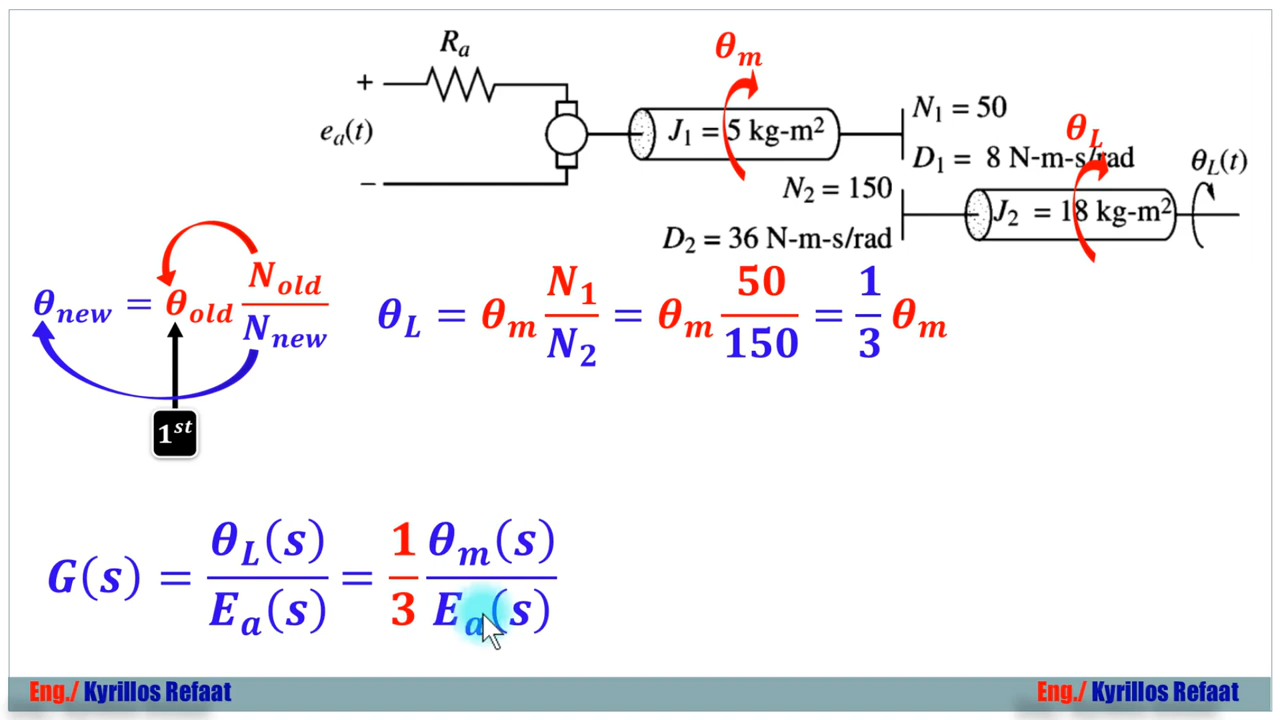 R_a
θ_m
+
e_a(t)
−
J_1 = 5 kg-m²
N_1 = 50
D_1 = 8 N-m-s/rad
θ_L
θ_L(t)
N_2 = 150
D_2 = 36 N-m-s/rad
J_2 = 18 kg-m²
θ_new = θ_old N_old / N_new
θ_L = θ_m N_1 / N_2 = θ_m 50 / 150 = 1 / 3 θ_m
1st
G(s) = θ_L(s) / E_a(s) = 1 / 3 θ_m(s) / E_a(s)
Eng./ Kyrillos Refaat
Eng./ Kyrillos Refaat